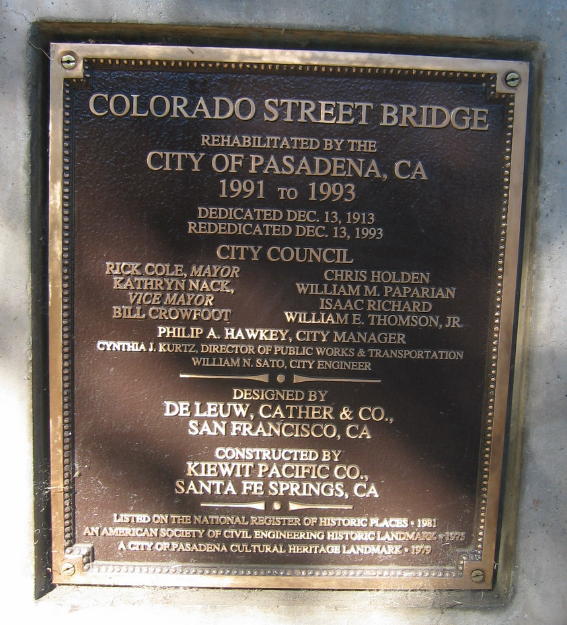 COLORADO STREET BRIDGE
REHABILITATED BY THE
CITY OF PASADENA, CA
1991 TO 1993
DEDICATED DEC. 13, 1913
REDEDICATED DEC. 13, 1993
CITY COUNCIL
RICK COLE, MAYOR
KATHRYN NACK,
VICE MAYOR
BILL CROWFOOT
CHRIS HOLDEN
WILLIAM M. PAPARIAN
ISAAC RICHARD
WILLIAM E. THOMSON, JR.
PHILIP A. HAWKEY, CITY MANAGER
CYNTHIA J. KURTZ, DIRECTOR OF PUBLIC WORKS & TRANSPORTATION
WILLIAM N. SATO, CITY ENGINEER
DESIGNED BY
DE LEUW, CATHER & CO.,
SAN FRANCISCO, CA
CONSTRUCTED BY
KIEWIT PACIFIC CO.,
SANTA FE SPRINGS, CA
LISTED ON THE NATIONAL REGISTER OF HISTORIC PLACES • 1981
AN AMERICAN SOCIETY OF CIVIL ENGINEERING HISTORIC LANDMARK • 1975
A CITY OF PASADENA CULTURAL HERITAGE LANDMARK • 1979